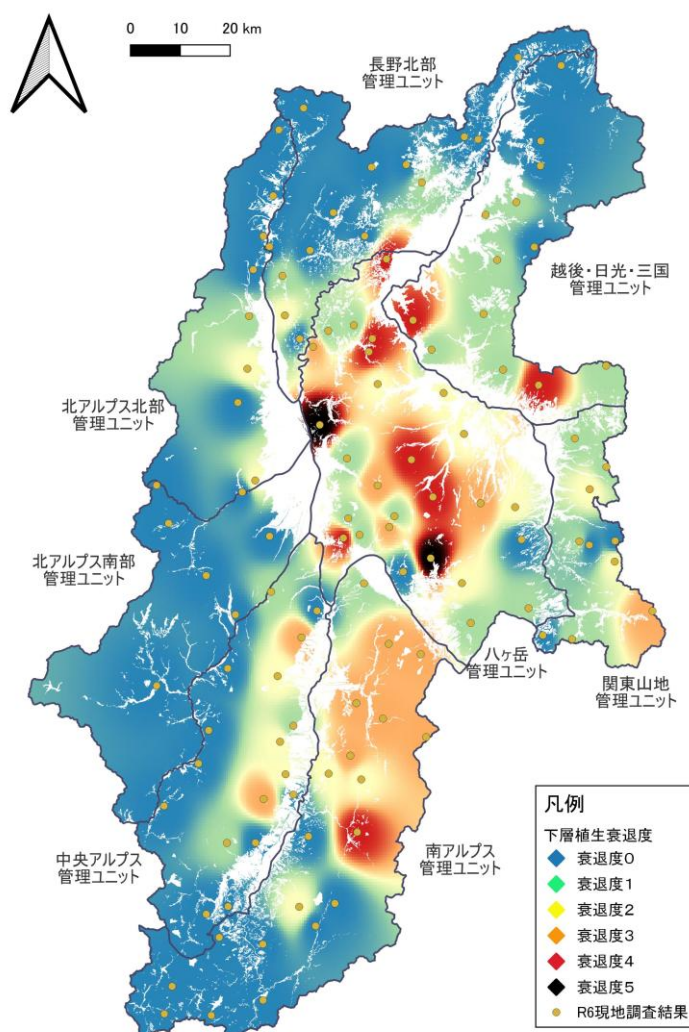 0 10 20 km
長野北部
管理ユニット
越後・日光・三国
管理ユニット
北アルプス北部
管理ユニット
北アルプス南部
管理ユニット
八ヶ岳
管理ユニット
関東山地
管理ユニット
中央アルプス
管理ユニット
南アルプス
管理ユニット
凡例
下層植生衰退度
衰退度0
衰退度1
衰退度2
衰退度3
衰退度4
衰退度5
R6現地調査結果